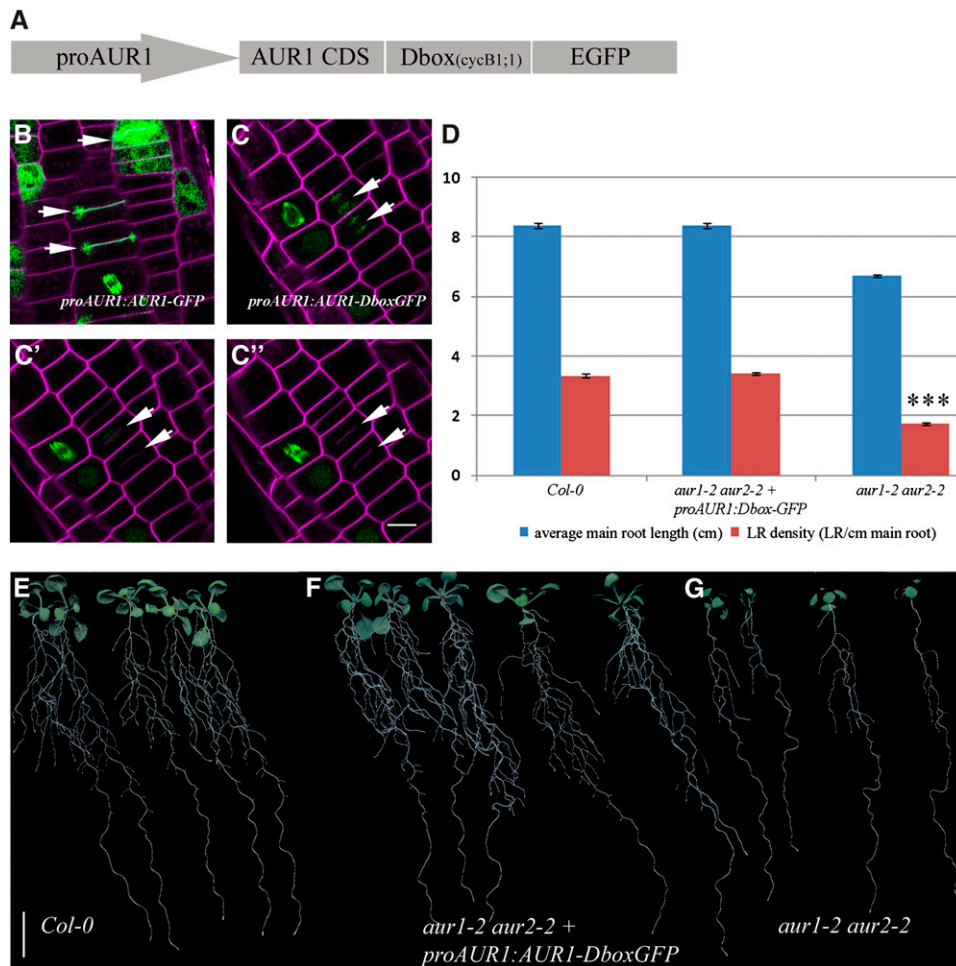 A
proAUR1 AUR1 CDS Dbox(cycB1;1) EGFP
B
proAUR1:AUR1-GFP
C
proAUR1:AUR1-DboxGFP
C'
C''
D
10
8
6
4
2
0
***
Col-0
aur1-2 aur2-2 +
proAUR1:Dbox-GFP
aur1-2 aur2-2
average main root length (cm) LR density (LR/cm main root)
E
F
G
Col-0
aur1-2 aur2-2 +
proAUR1:AUR1-DboxGFP
aur1-2 aur2-2